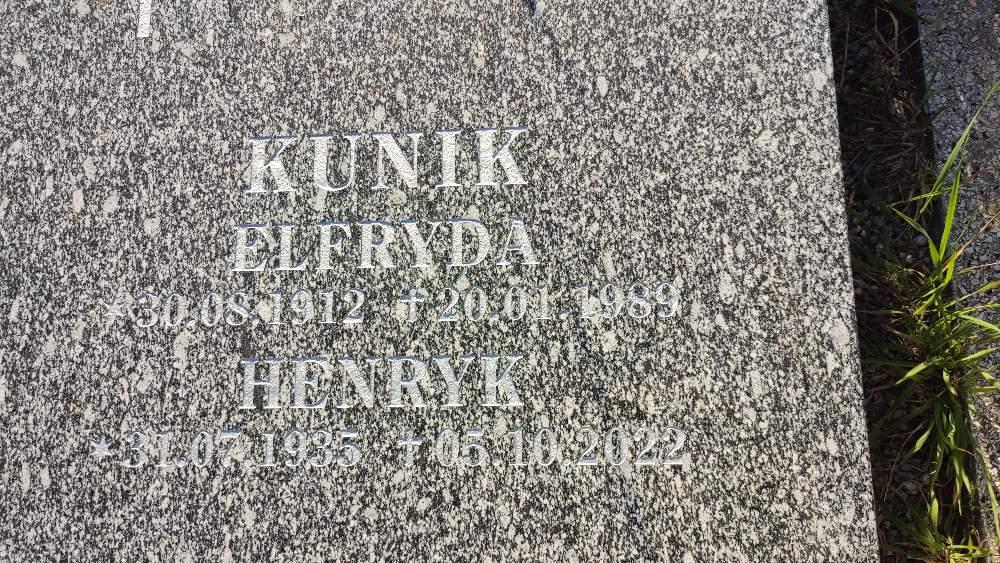 KUNIK
ELFRYDA
*30.08.1912 †20.01.1989
HENRYK
*31.07.1935 †05.10.2022